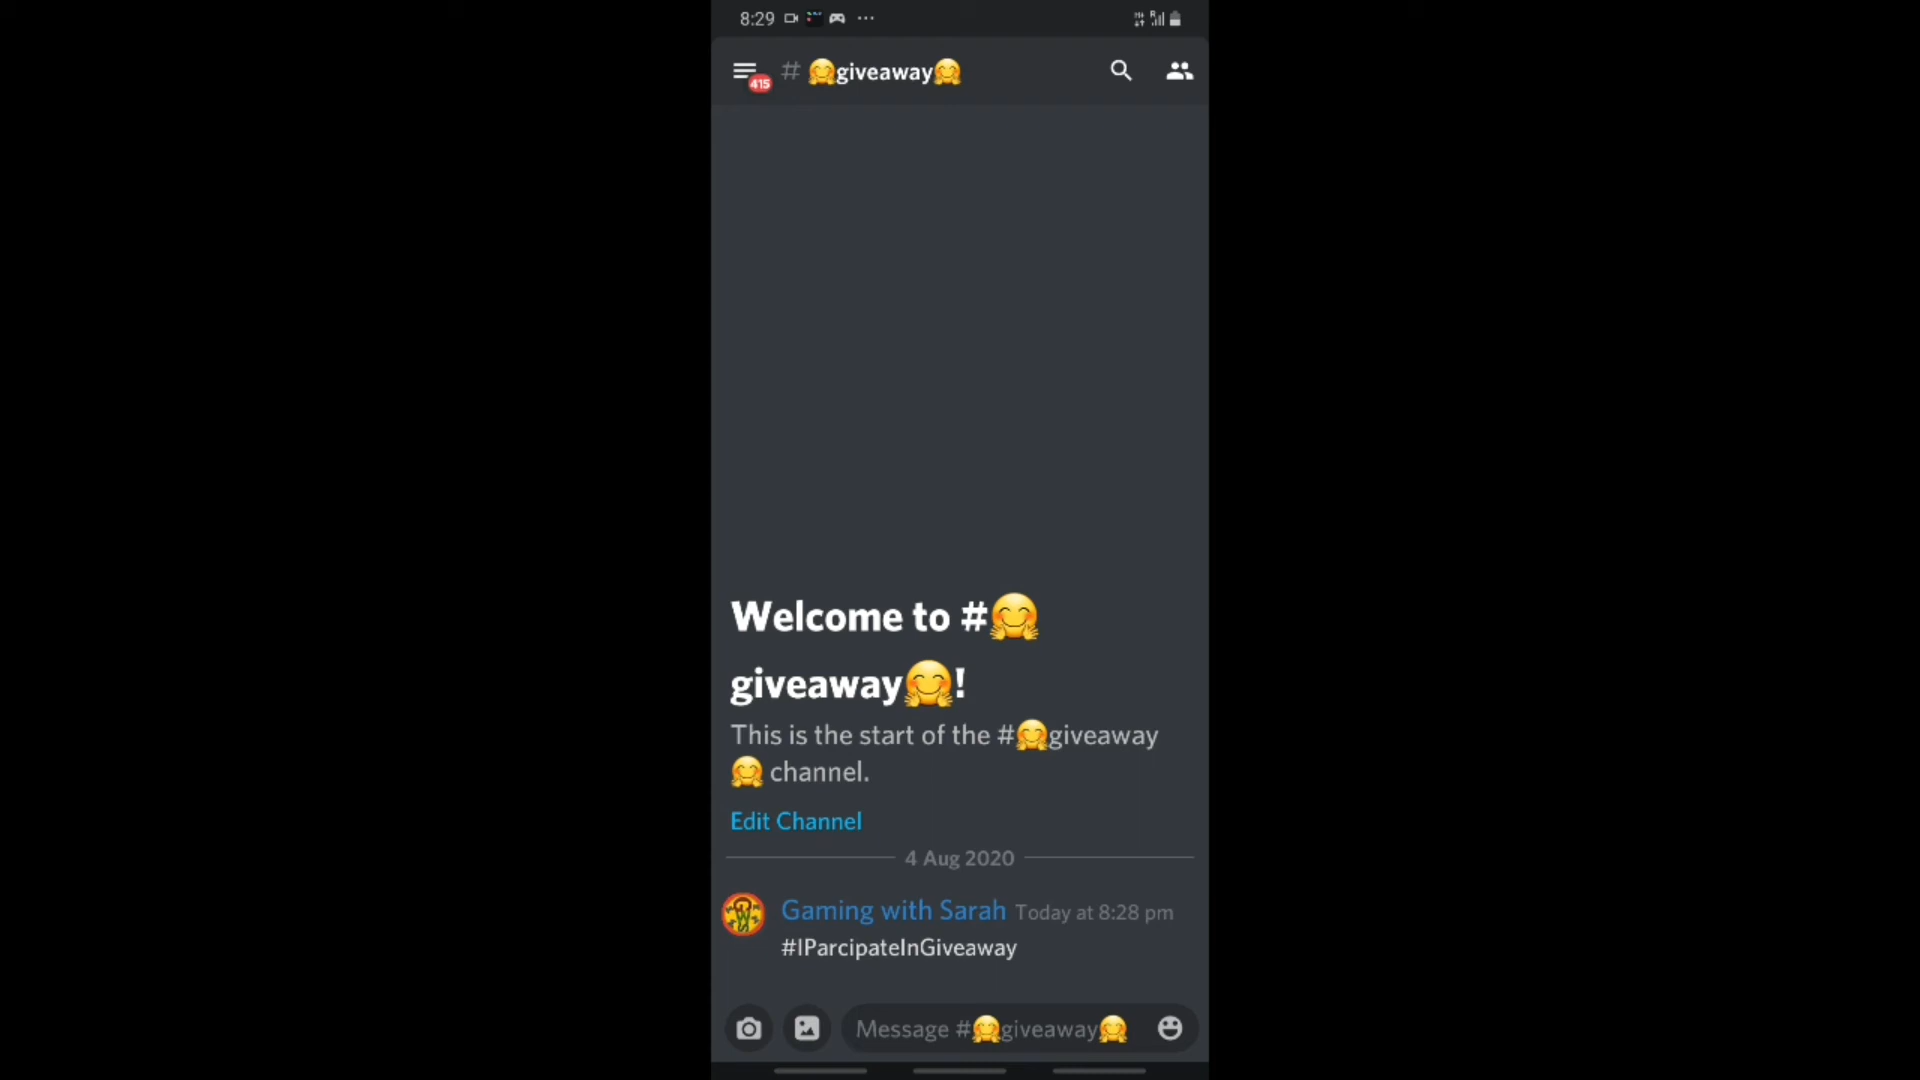 8:29
415
# 🤗giveaway🤗
Welcome to #🤗
giveaway🤗!
This is the start of the #🤗giveaway
🤗 channel.
Edit Channel
4 Aug 2020
Gaming with Sarah Today at 8:28 pm
#IParcipateInGiveaway
Message #🤗giveaway🤗